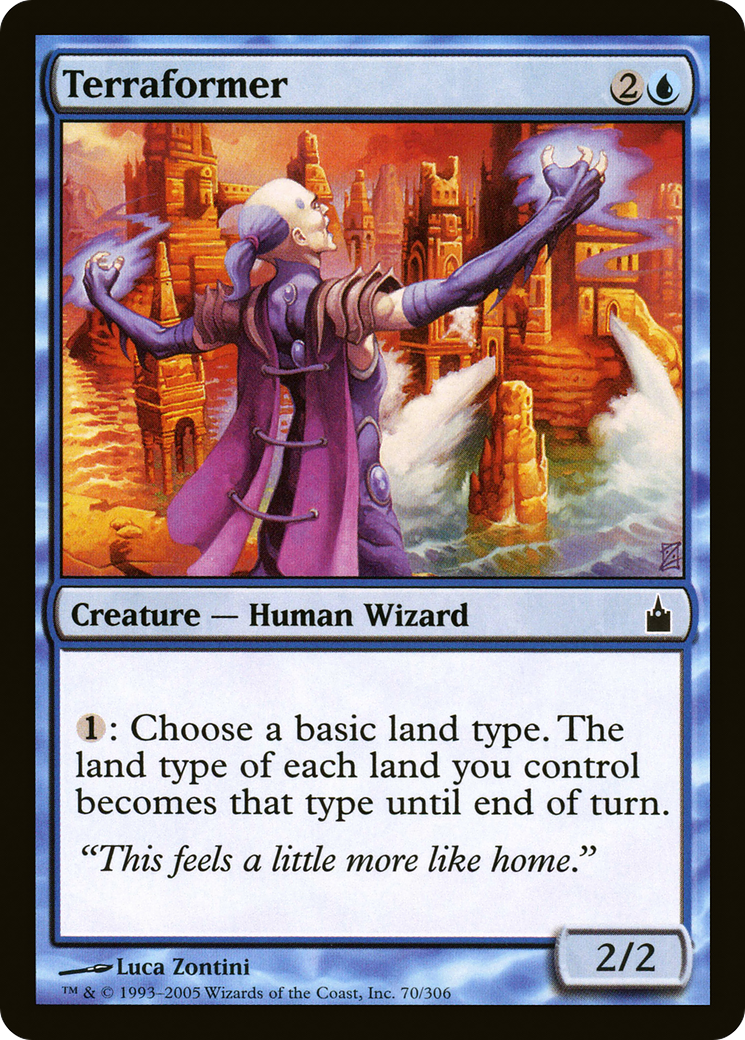 Terraformer 2
Creature — Human Wizard
1: Choose a basic land type. The
land type of each land you control
becomes that type until end of turn.
“This feels a little more like home.”
2/2
Luca Zontini
™ & © 1993–2005 Wizards of the Coast, Inc. 70/306